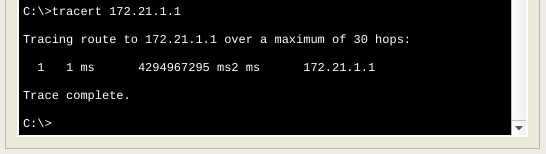 C:\>tracert 172.21.1.1
Tracing route to 172.21.1.1 over a maximum of 30 hops:
1 1 ms 4294967295 ms2 ms 172.21.1.1
Trace complete.
C:\>